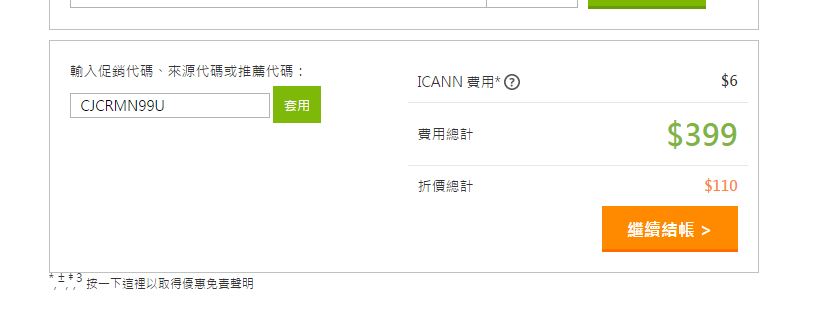 輸入促銷代碼、來源代碼或推薦代碼：
CJCRMN99U 套用
ICANN 費用* ? $6
費用總計 $399
折價總計 $110
繼續結帳 >
*, ±, ‡, 3 按一下這裡以取得優惠免責聲明